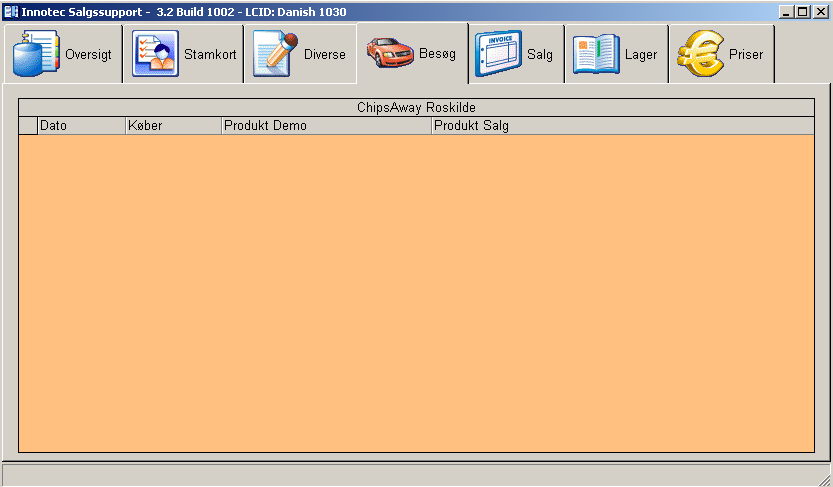 Innotec Salgssupport - 3.2 Build 1002 - LCID: Danish 1030
Oversigt Stamkort Diverse Besøg INVOICE Salg Lager Priser
ChipsAway Roskilde
Dato Køber Produkt Demo Produkt Salg